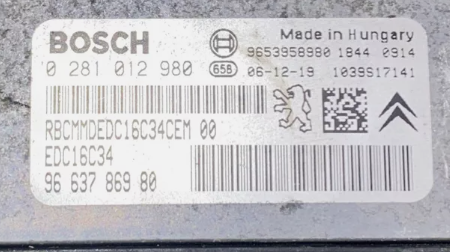 BOSCH
Made in Hungary
9653958980 1844 0914
0 281 012 980 65B 06-12-19 1039S17141
RBCMMDEDC16C34CEM 00
EDC16C34
96 637 869 80